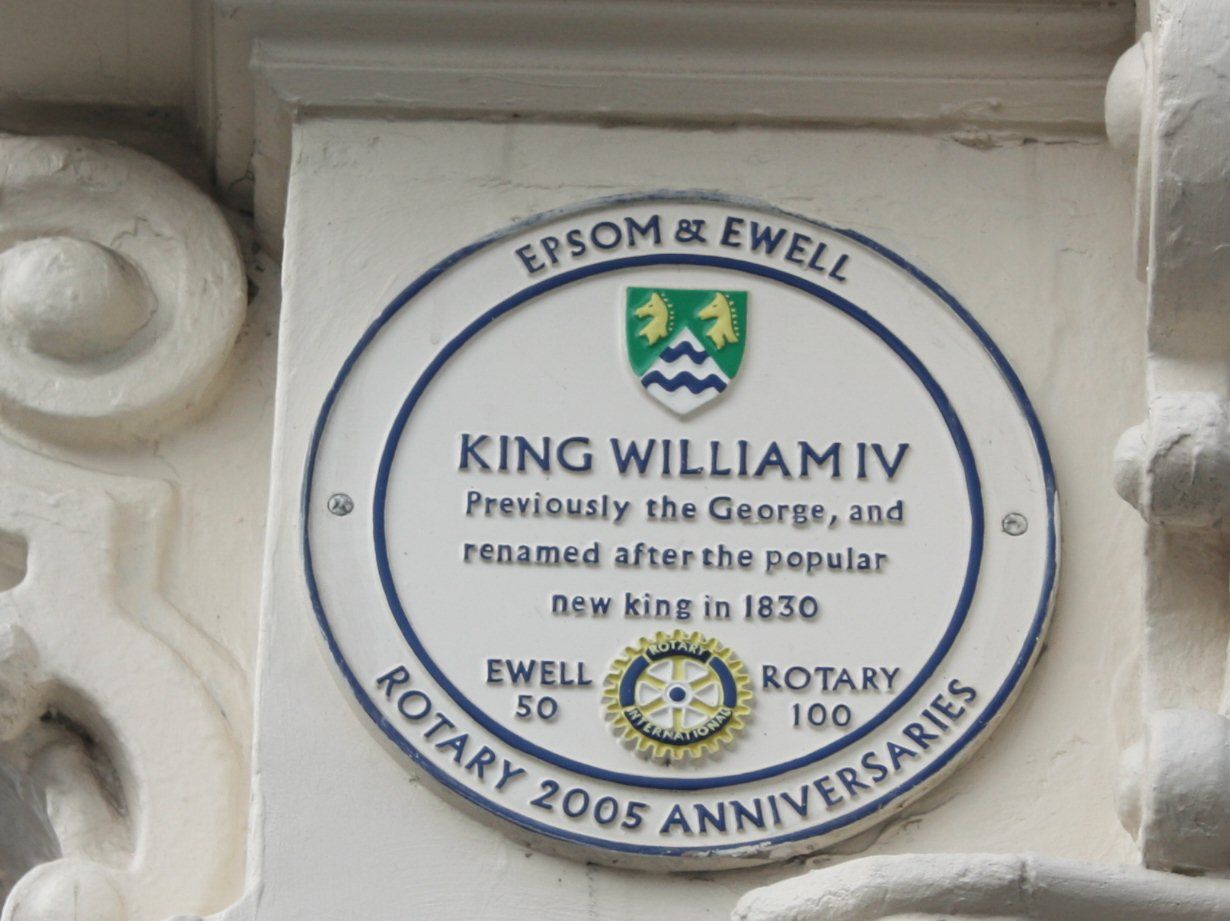 EPSOM & EWELL
KING WILLIAM IV
Previously the George, and
renamed after the popular
new king in 1830
EWELL
50
ROTARY
INTERNATIONAL
ROTARY
100
ROTARY 2005 ANNIVERSARIES